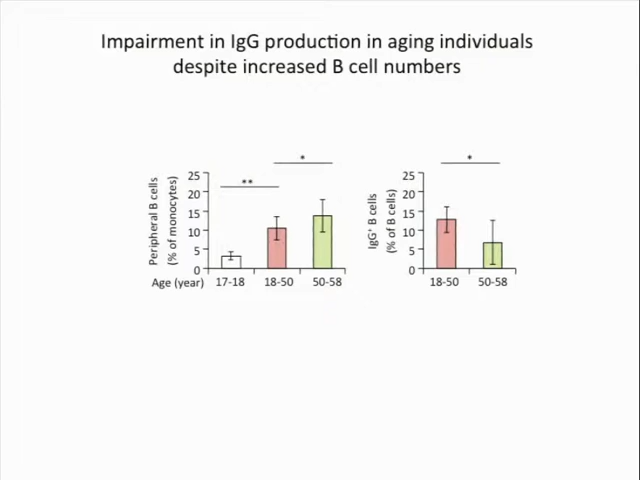 Impairment in IgG production in aging individuals
despite increased B cell numbers
Peripheral B cells
(% of monocytes)
25
20
15
10
5
0
**
*
Age (year)
17-18
18-50
50-58
IgG⁺ B cells
(% of B cells)
25
20
15
10
5
0
*
18-50
50-58